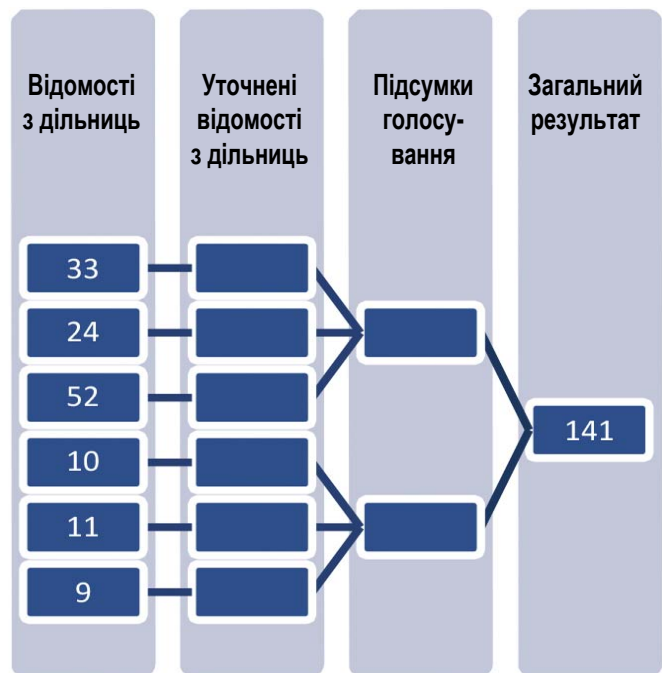 Відомості
з дільниць
Уточнені
відомості
з дільниць
Підсумки
голосу-
вання
Загальний
результат
33
24
52
10
11
9
141